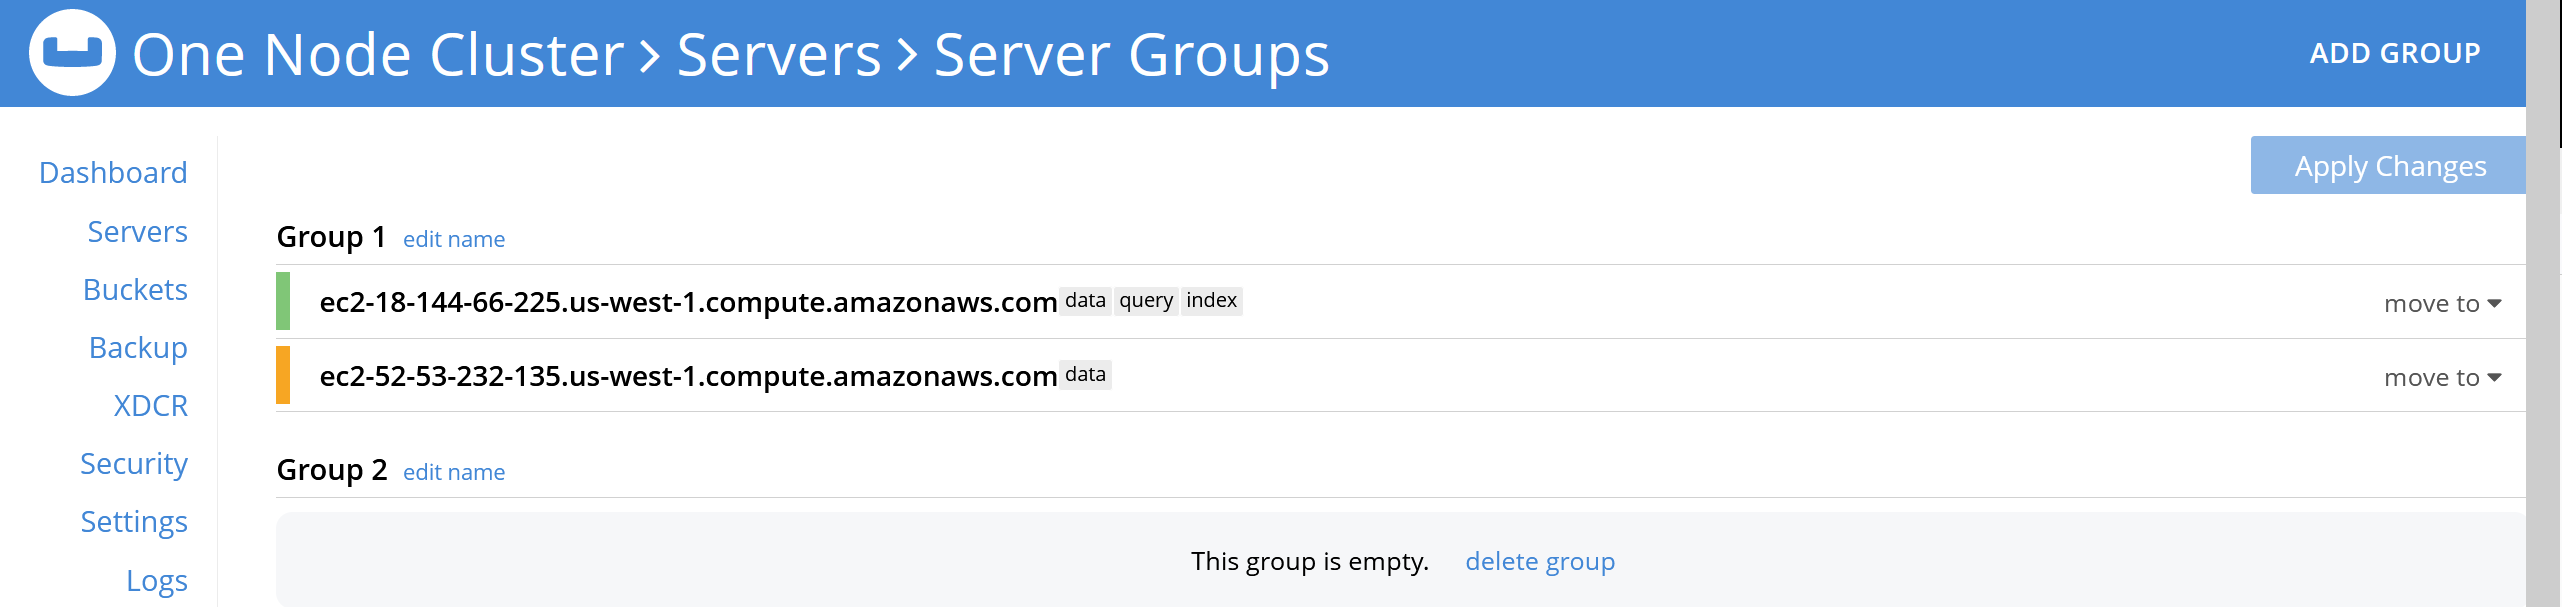 One Node Cluster > Servers > Server Groups
ADD GROUP
Dashboard
Servers
Buckets
Backup
XDCR
Security
Settings
Logs
Apply Changes
Group 1 edit name
ec2-18-144-66-225.us-west-1.compute.amazonaws.com data query index move to
ec2-52-53-232-135.us-west-1.compute.amazonaws.com data move to
Group 2 edit name
This group is empty. delete group